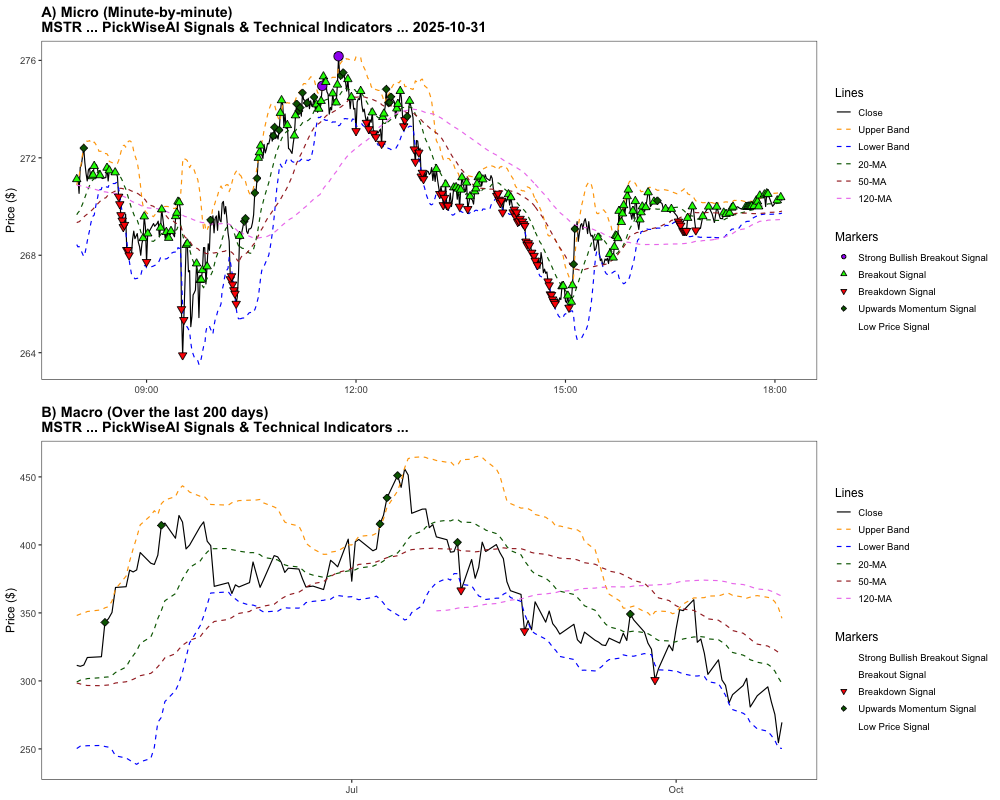 A) Micro (Minute-by-minute)
MSTR ... PickWiseAI Signals & Technical Indicators ... 2025-10-31
276
272
268
264
Price ($)
09:00
12:00
15:00
18:00
Lines
Close
Upper Band
Lower Band
20-MA
50-MA
120-MA
Markers
Strong Bullish Breakout Signal
Breakout Signal
Breakdown Signal
Upwards Momentum Signal
Low Price Signal
B) Macro (Over the last 200 days)
MSTR ... PickWiseAI Signals & Technical Indicators ...
450
400
350
300
250
Price ($)
Jul
Oct
Lines
Close
Upper Band
Lower Band
20-MA
50-MA
120-MA
Markers
Strong Bullish Breakout Signal
Breakout Signal
Breakdown Signal
Upwards Momentum Signal
Low Price Signal